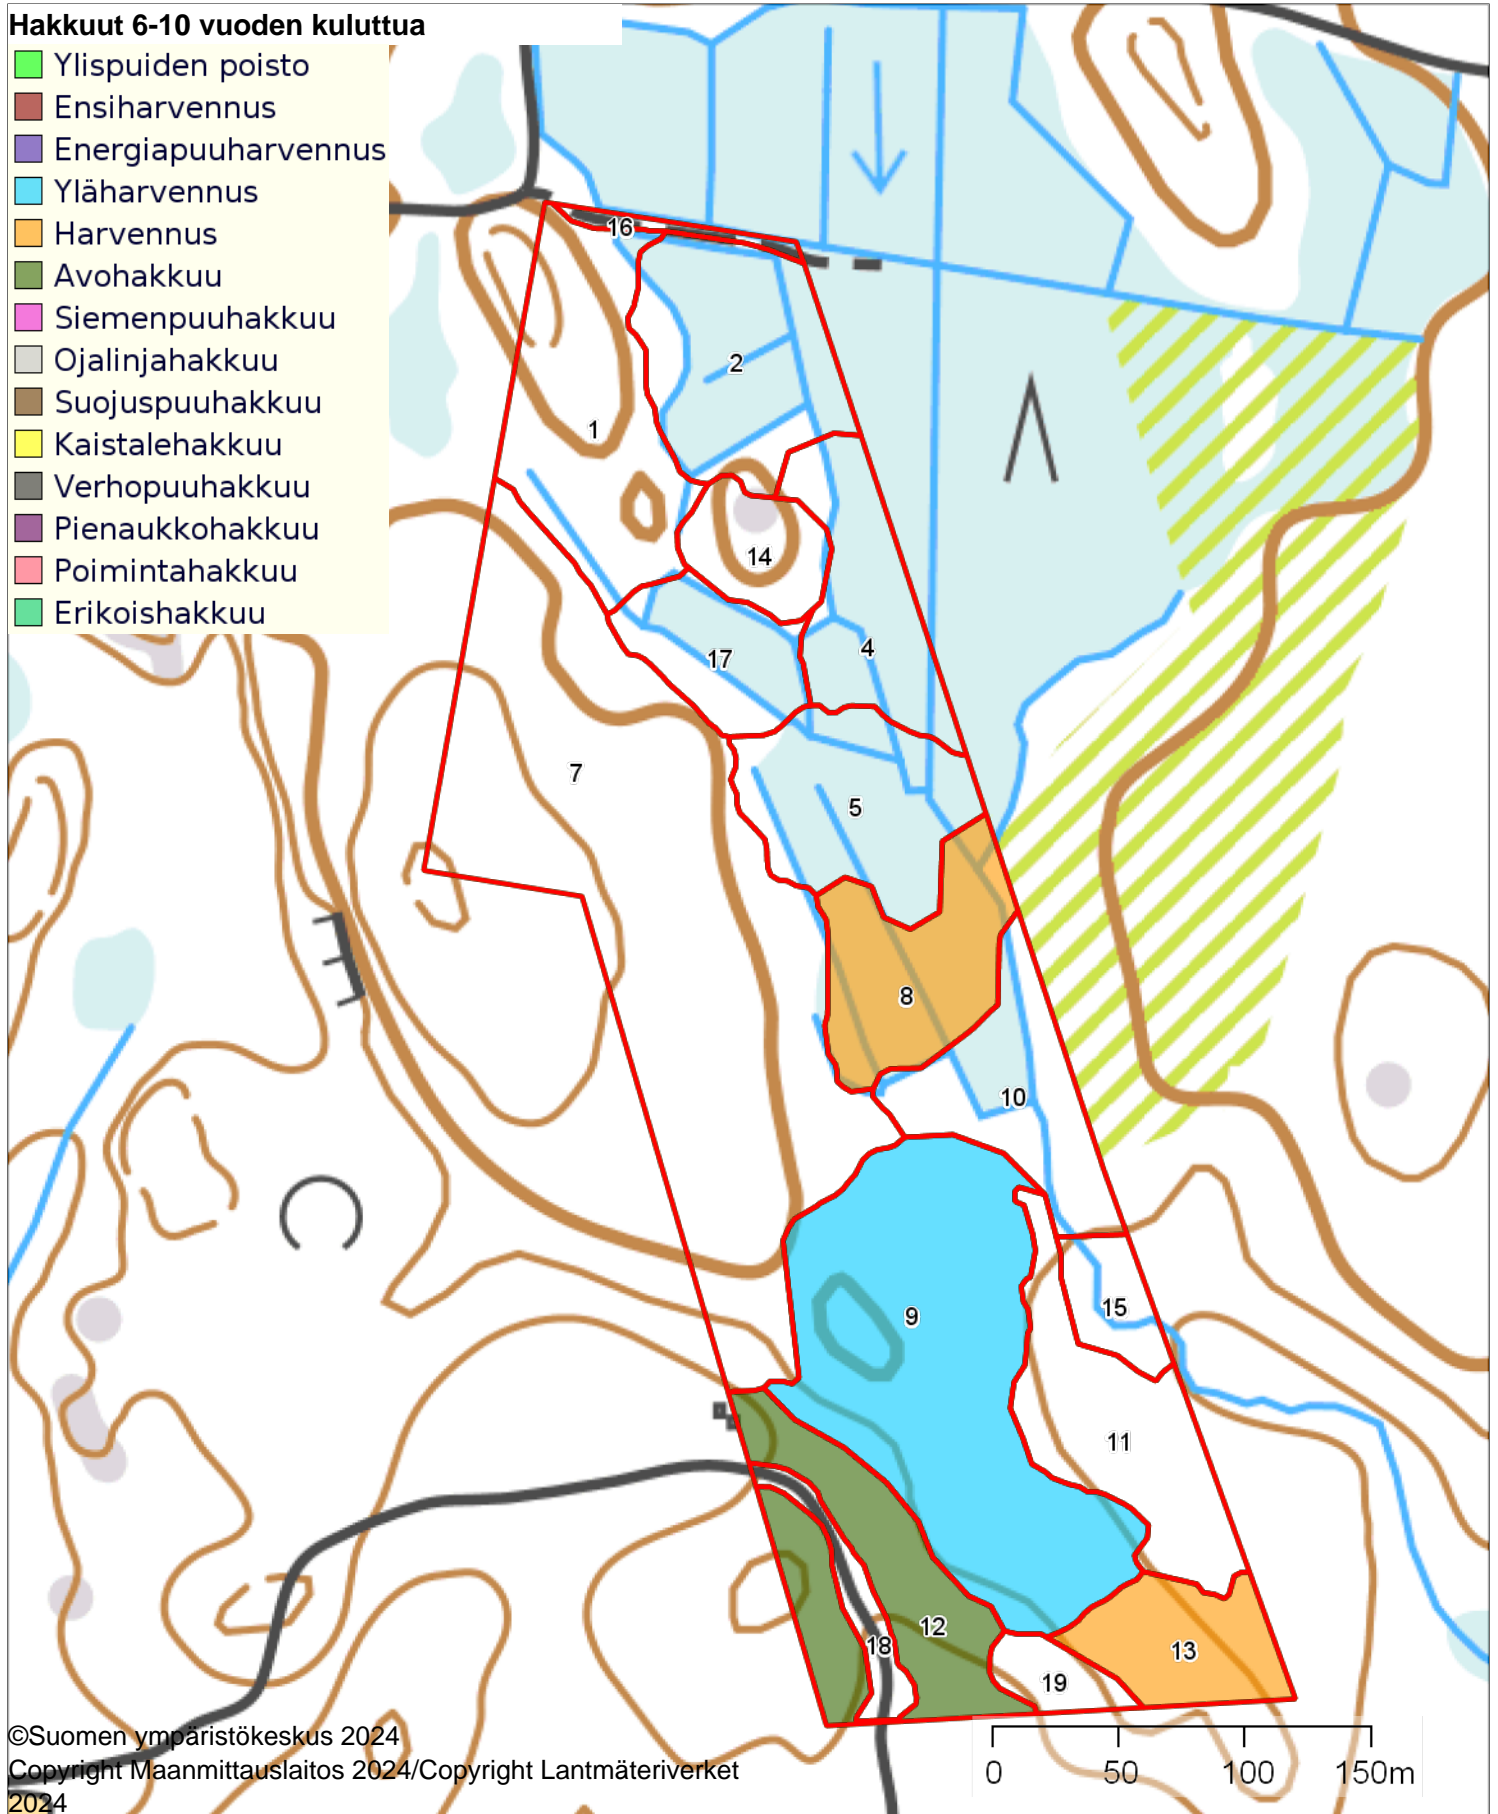 Hakkuut 6-10 vuoden kuluttua
Ylispuiden poisto
Ensiharvennus
Energiapuuharvennus
Yläharvennus
Harvennus
Avohakkuu
Siemenpuuhakkuu
Ojalinjahakkuu
Suojuspuuhakkuu
Kaistalehakkuu
Verhopuuhakkuu
Pienaukkohakkuu
Poimintahakkuu
Erikoishakkuu
16
2
1
14
4
17
7
5
8
10
9
15
11
12
18
13
19
©Suomen ympäristökeskus 2024
Copyright Maanmittauslaitos 2024/Copyright Lantmäteriverket
2024
0 50 100 150m